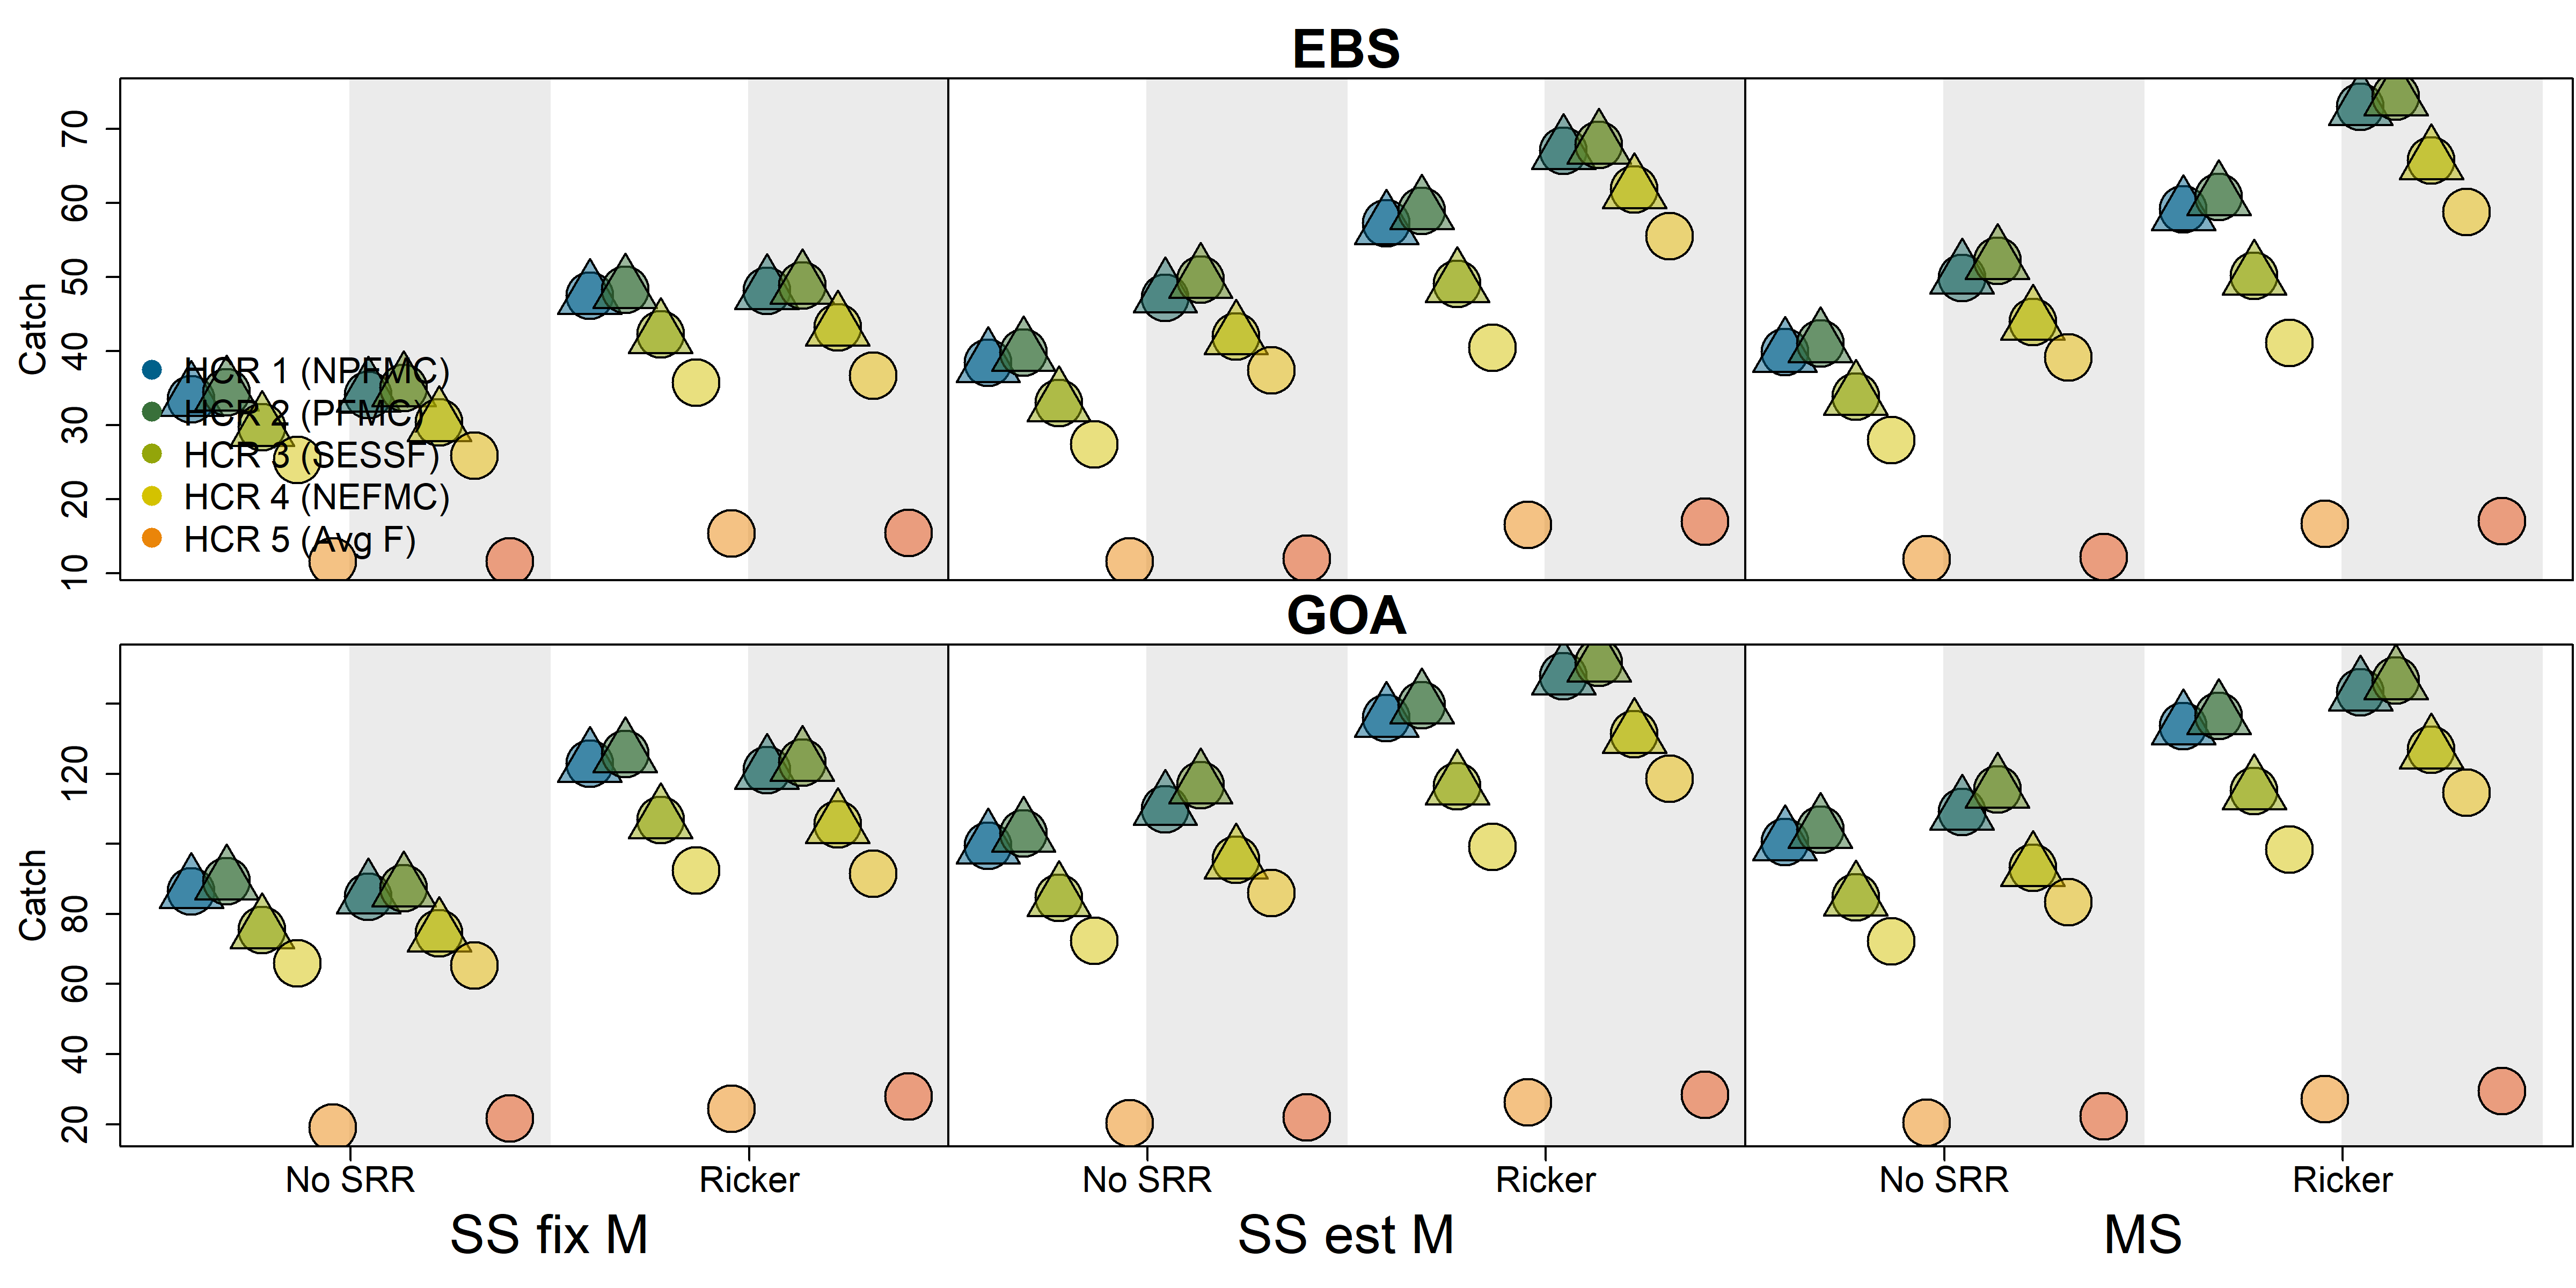 EBS
Catch
70
60
50
40
30
20
10
HCR 1 (NPFMC)
HCR 2 (PFMC)
HCR 3 (SESSF)
HCR 4 (NEFMC)
HCR 5 (Avg F)
GOA
Catch
120
80
60
40
20
No SRR Ricker No SRR Ricker No SRR Ricker
SS fix M SS est M MS